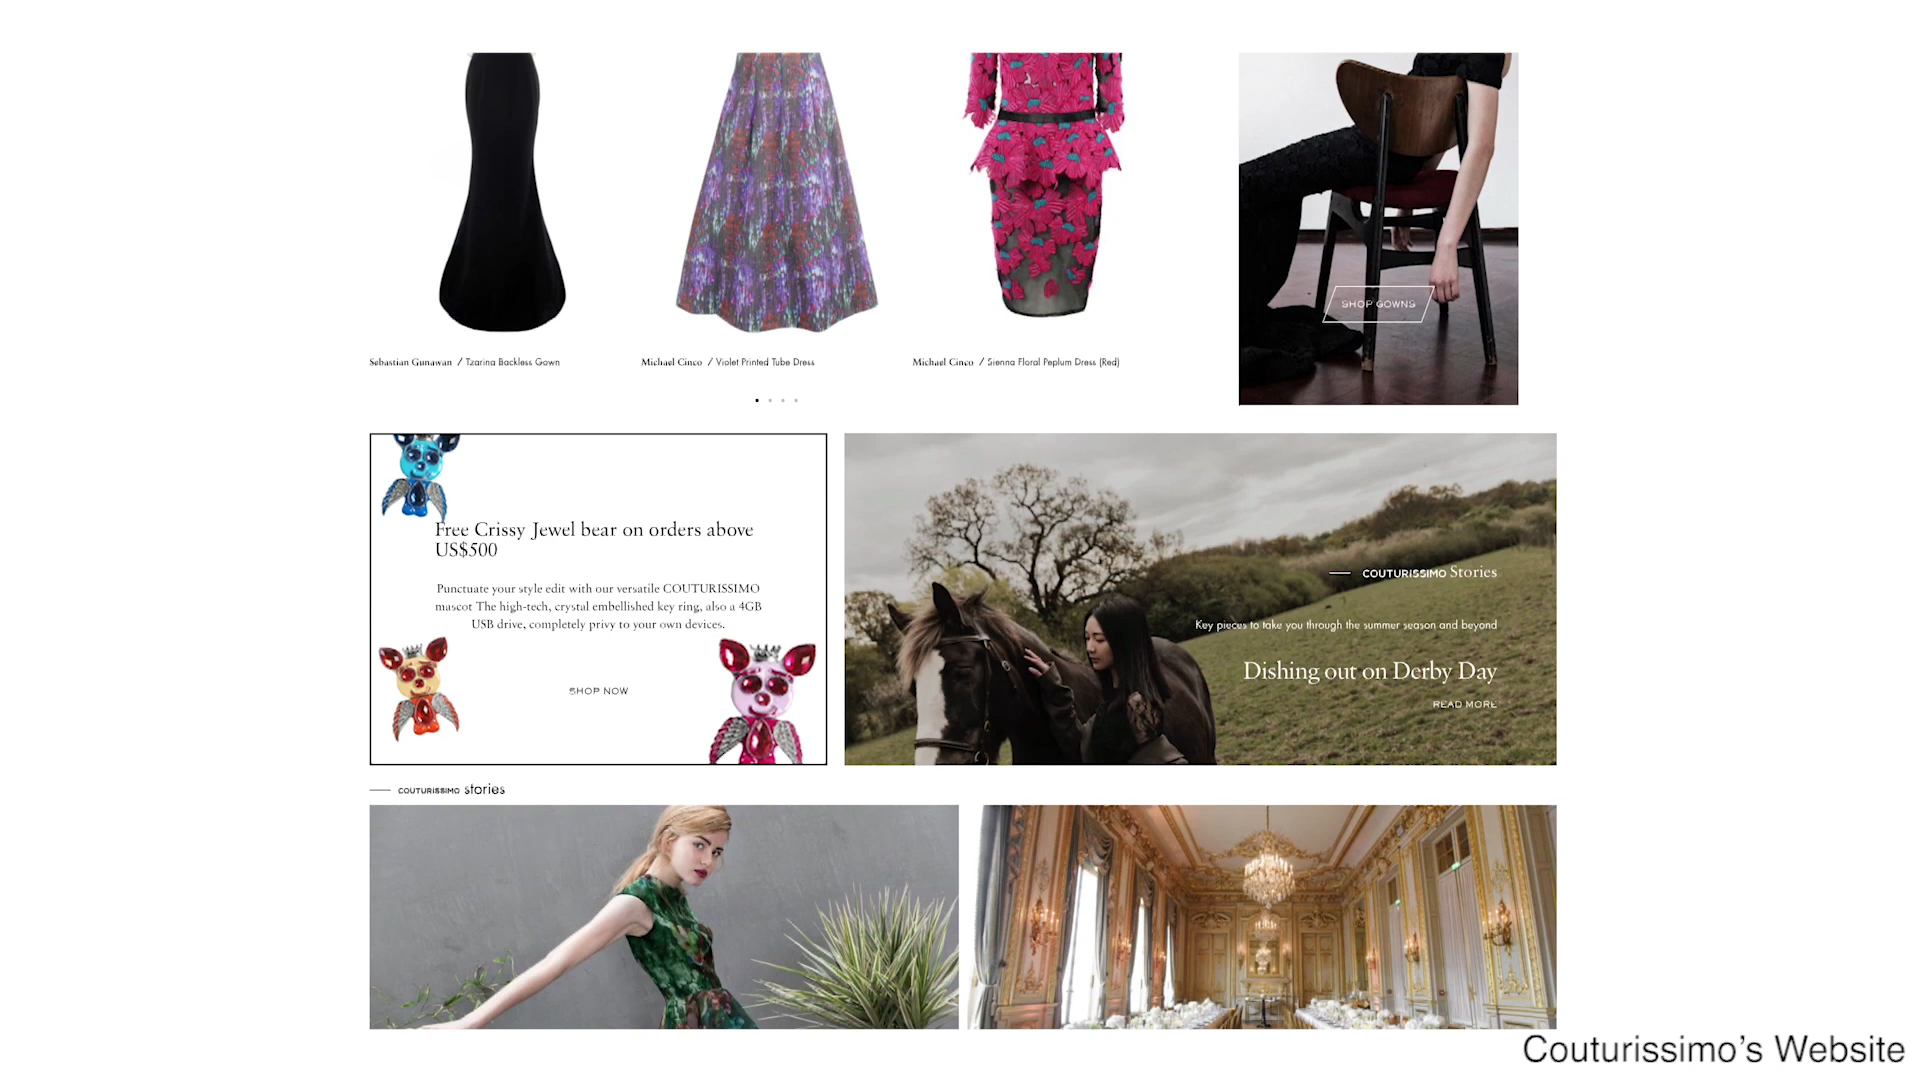 SHOP GOWNS
Sebastian Gunawan / Tzarina Backless Gown
Michael Cinco / Violet Printed Tube Dress
Michael Cinco / Sienna Floral Peplum Dress (Red)
Free Crissy Jewel bear on orders above
US$500
Punctuate your style edit with our versatile COUTURISSIMO
mascot The high-tech, crystal embellished key ring, also a 4GB
USB drive, completely privy to your own devices.
SHOP NOW
COUTURISSIMO Stories
Key pieces to take you through the summer season and beyond
Dishing out on Derby Day
READ MORE
COUTURISSIMO stories
Couturissimo's Website